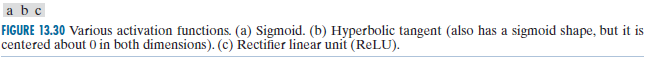 a b c
FIGURE 13.30 Various activation functions. (a) Sigmoid. (b) Hyperbolic tangent (also has a sigmoid shape, but it is
centered about 0 in both dimensions). (c) Rectifier linear unit (ReLU).